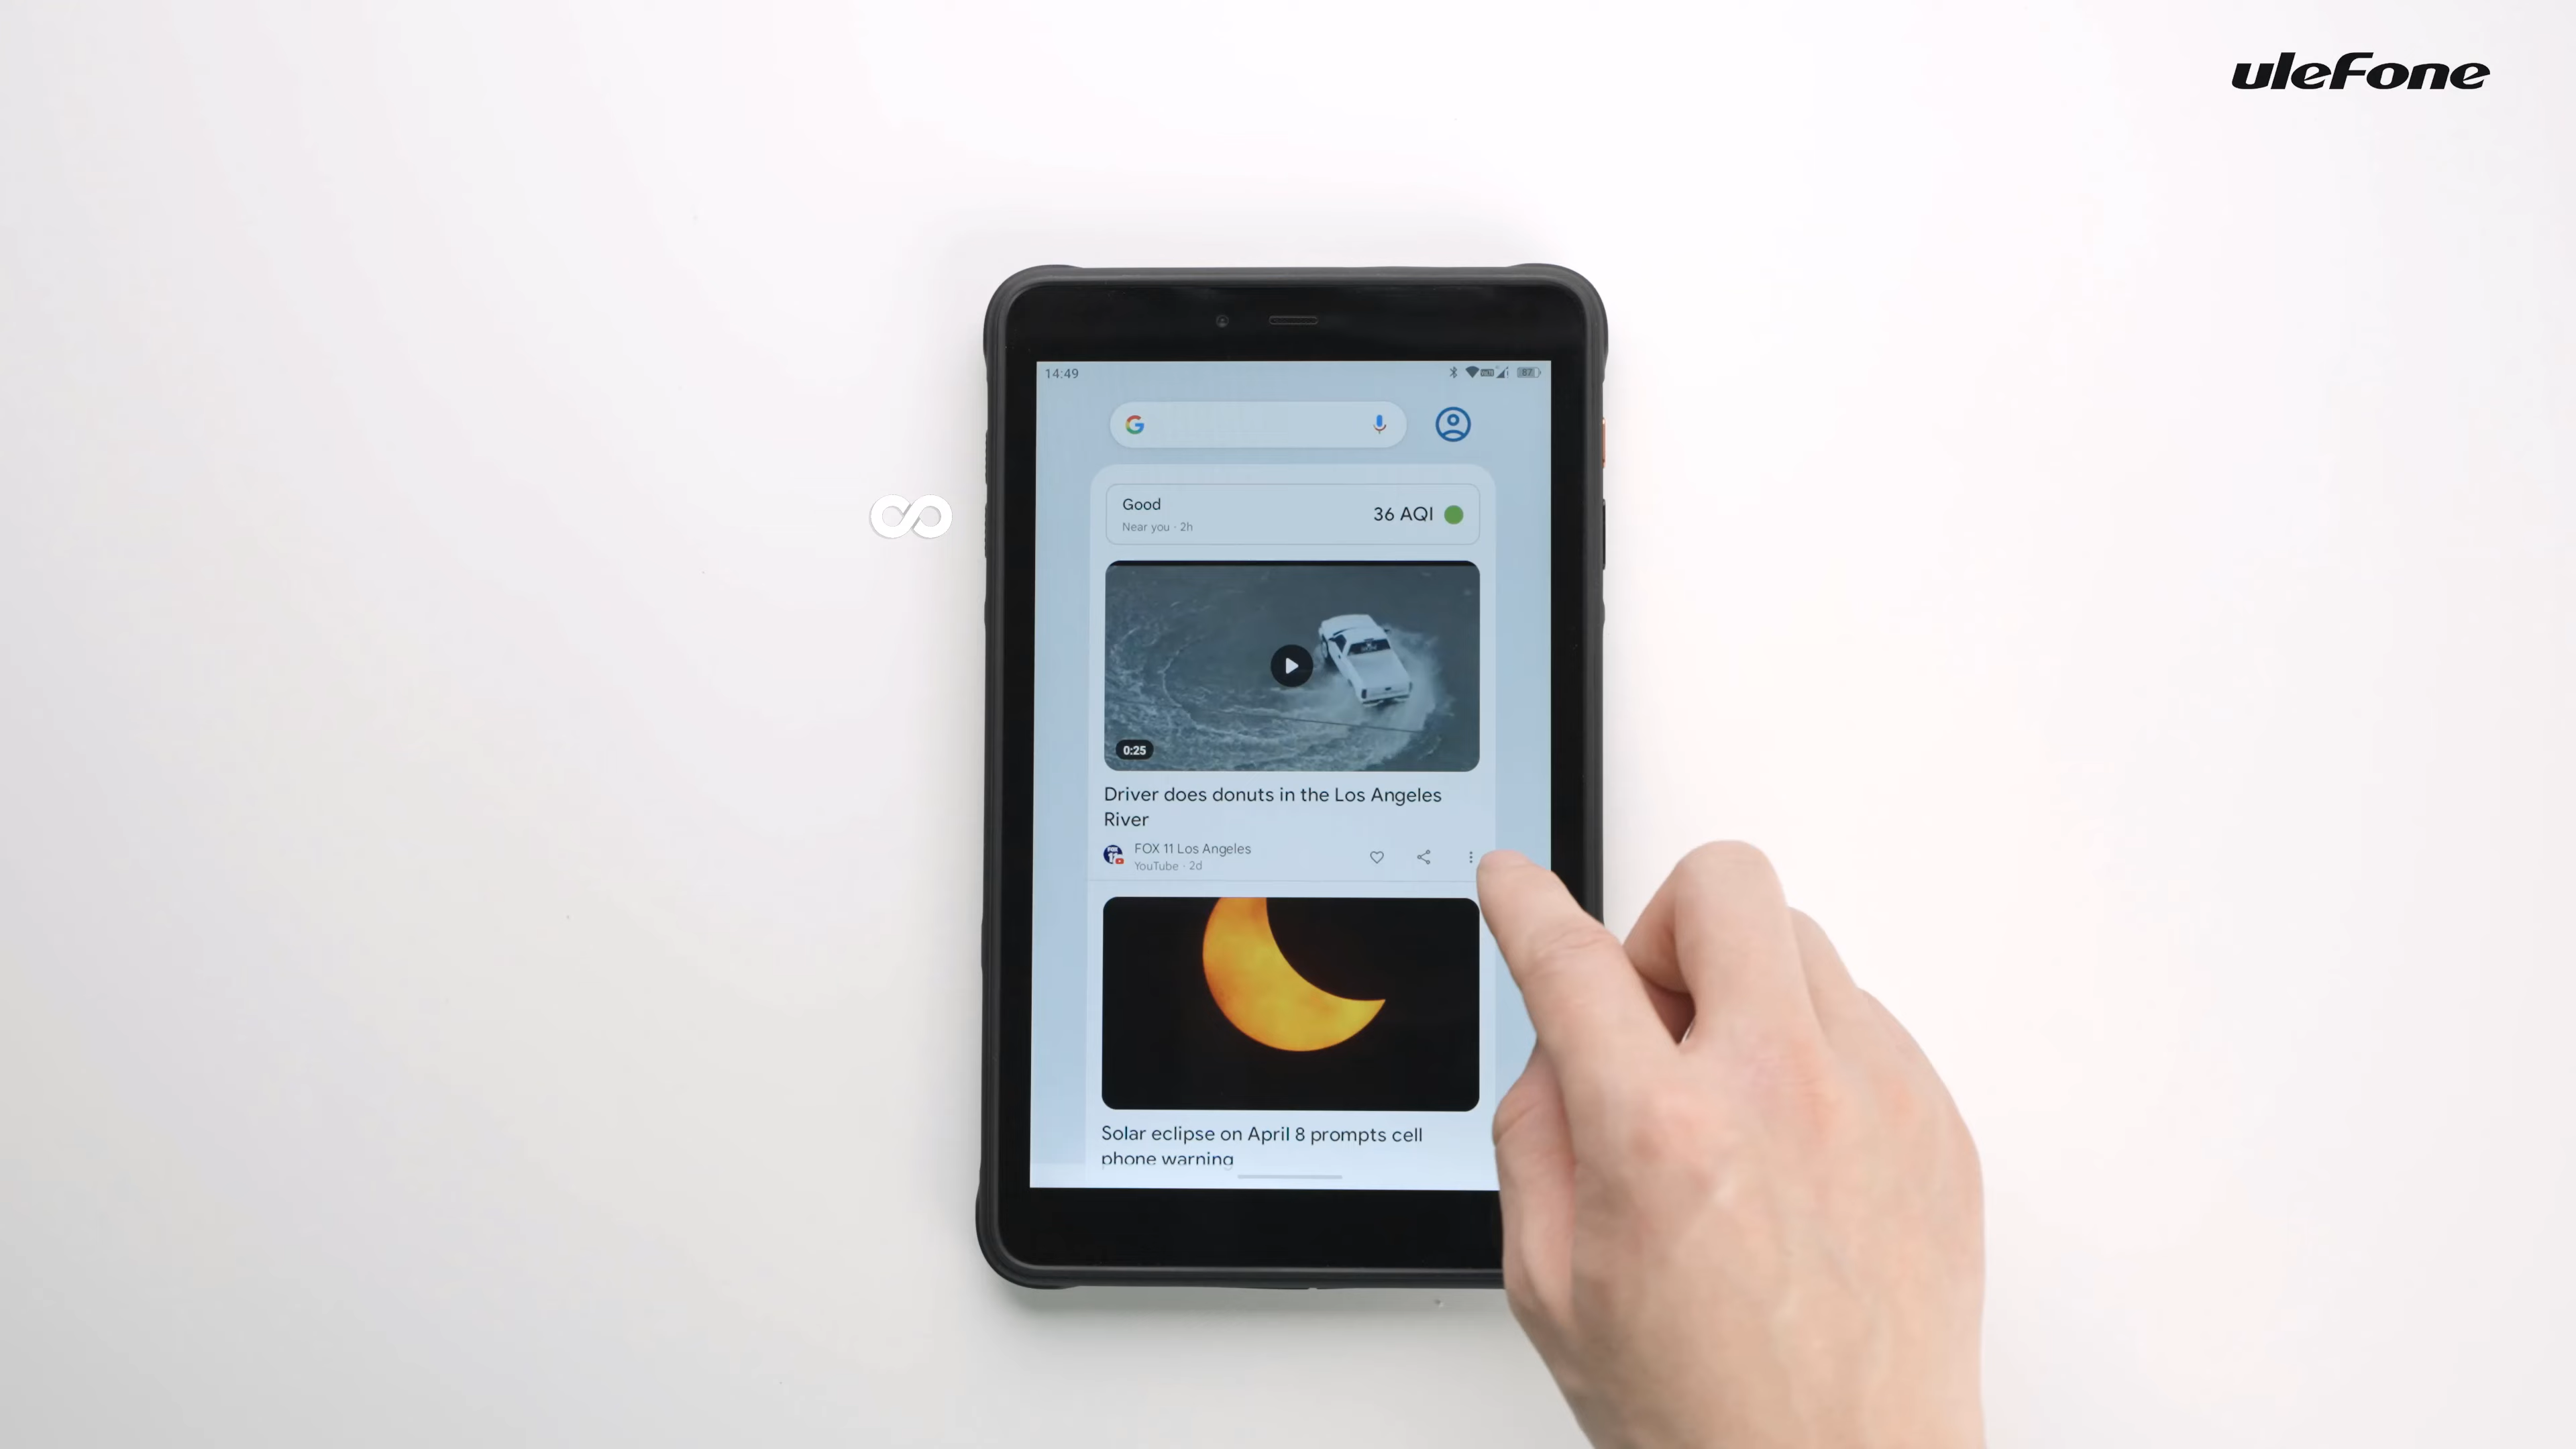 uleFone
14:49
87
Good
Near you · 2h
36 AQI
0:25
Driver does donuts in the Los Angeles
River
FOX 11 Los Angeles
YouTube · 2d
Solar eclipse on April 8 prompts cell
phone warning